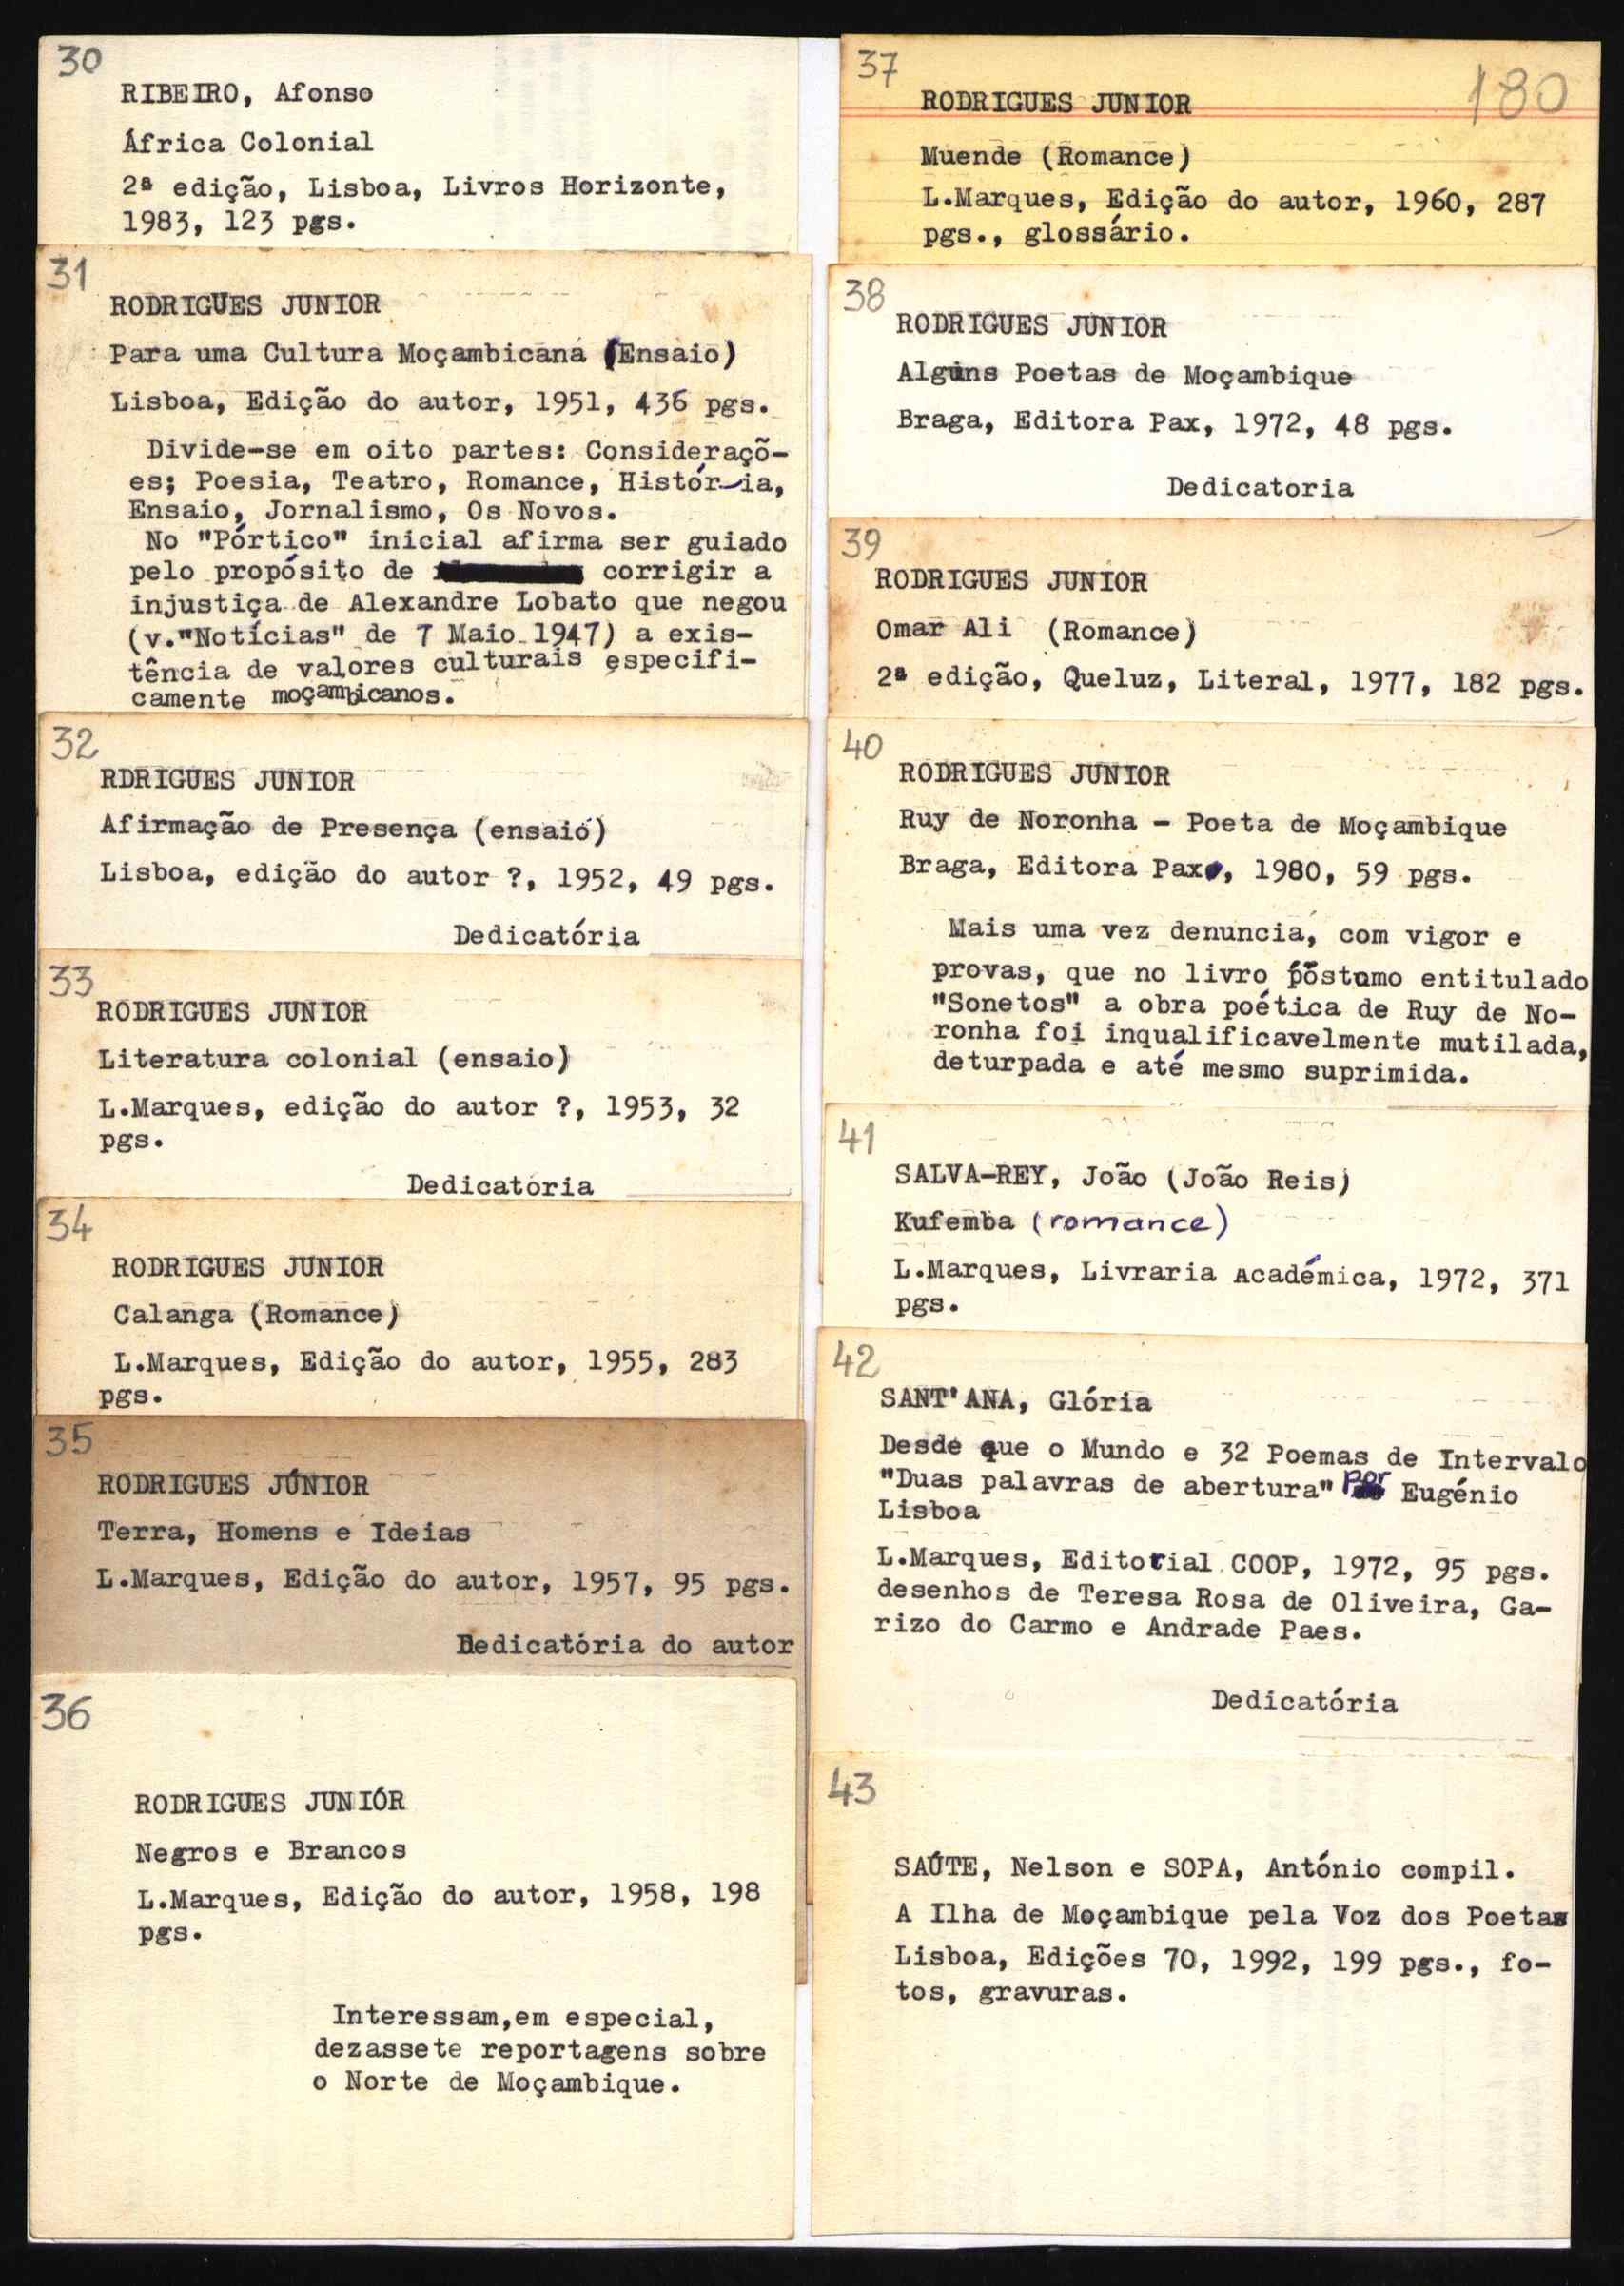 30
RIBEIRO, Afonso
África Colonial
2ª edição, Lisboa, Livros Horizonte,
1983, 123 pgs.
31
RODRIGUES JUNIOR
Para uma Cultura Moçambicana (Ensaio)
Lisboa, Edição do autor, 1951, 436 pgs.
Divide-se em oito partes: Consideraçõ-
es; Poesia, Teatro, Romance, História,
Ensaio, Jornalismo, Os Novos.
No "Pórtico" inicial afirma ser guiado
pelo propósito de corrigir a
injustiça de Alexandre Lobato que negou
(v."Notícias" de 7 Maio 1947) a exis-
tência de valores culturais especifi-
camente moçambicanos.
32
RDRIGUES JUNIOR
Afirmação de Presença (ensaio)
Lisboa, edição do autor ?, 1952, 49 pgs.
Dedicatória
33
RODRIGUES JUNIOR
Literatura colonial (ensaio)
L.Marques, edição do autor ?, 1953, 32
pgs.
Dedicatória
34
RODRIGUES JUNIOR
Calanga (Romance)
L.Marques, Edição do autor, 1955, 283
pgs.
35
RODRIGUES JÚNIOR
Terra, Homens e Ideias
L.Marques, Edição do autor, 1957, 95 pgs.
Dedicatória do autor
36
RODRIGUES JUNIÓR
Negros e Brancos
L.Marques, Edição do autor, 1958, 198
pgs.
Interessam,em especial,
dezassete reportagens sobre
o Norte de Moçambique.
37
180
RODRIGUES JUNIOR
Muende (Romance)
L.Marques, Edição do autor, 1960, 287
pgs., glossário.
38
RODRIGUES JUNIOR
Alguns Poetas de Moçambique
Braga, Editora Pax, 1972, 48 pgs.
Dedicatoria
39
RODRIGUES JUNIOR
Omar Ali (Romance)
2ª edição, Queluz, Literal, 1977, 182 pgs.
40
RODRIGUES JUNIOR
Ruy de Noronha - Poeta de Moçambique
Braga, Editora Pax, 1980, 59 pgs.
Mais uma vez denuncia, com vigor e
provas, que no livro póstumo entitulado
"Sonetos" a obra poética de Ruy de No-
ronha foi inqualificavelmente mutilada,
deturpada e até mesmo suprimida.
41
SALVA-REY, João (João Reis)
Kufemba (romance)
L.Marques, Livraria Académica, 1972, 371
pgs.
42
SANT'ANA, Glória
Desde que o Mundo e 32 Poemas de Intervalo
"Duas palavras de abertura" por Eugénio
Lisboa
L.Marques, Editorial COOP, 1972, 95 pgs.
desenhos de Teresa Rosa de Oliveira, Ga-
rizo do Carmo e Andrade Paes.
Dedicatória
43
SAÚTE, Nelson e SOPA, António compil.
A Ilha de Moçambique pela Voz dos Poetas
Lisboa, Edições 70, 1992, 199 pgs., fo-
tos, gravuras.